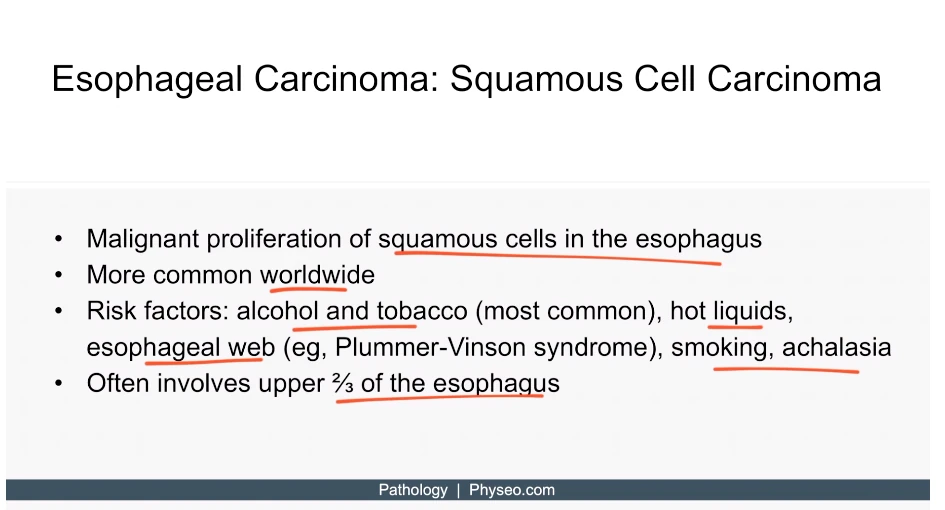 Esophageal Carcinoma: Squamous Cell Carcinoma
• Malignant proliferation of squamous cells in the esophagus
• More common worldwide
• Risk factors: alcohol and tobacco (most common), hot liquids,
esophageal web (eg, Plummer-Vinson syndrome), smoking, achalasia
• Often involves upper ⅔ of the esophagus
Pathology | Physeo.com